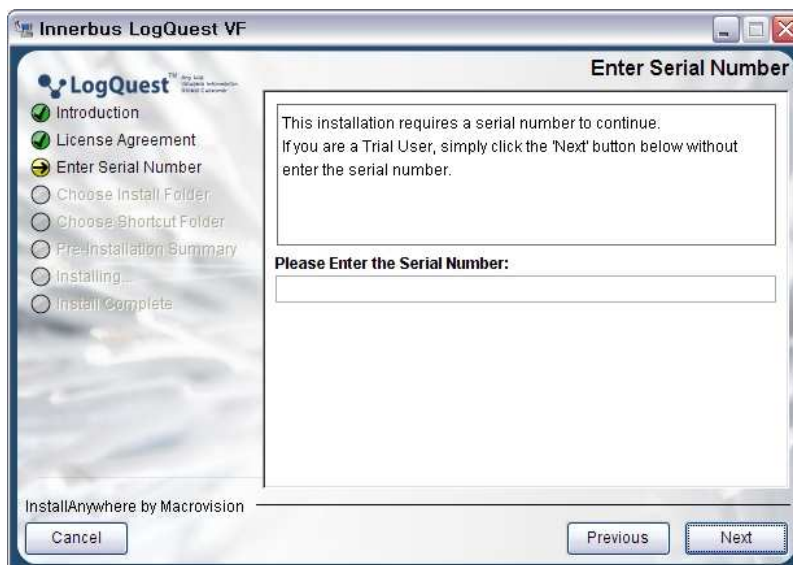 Innerbus LogQuest VF
Enter Serial Number
LogQuest™
Introduction
License Agreement
Enter Serial Number
Choose Install Folder
Choose Shortcut Folder
Pre-Installation Summary
Installing...
Install Complete
This installation requires a serial number to continue.
If you are a Trial User, simply click the 'Next' button below without
enter the serial number.
Please Enter the Serial Number:
InstallAnywhere by Macrovision
Cancel
Previous
Next